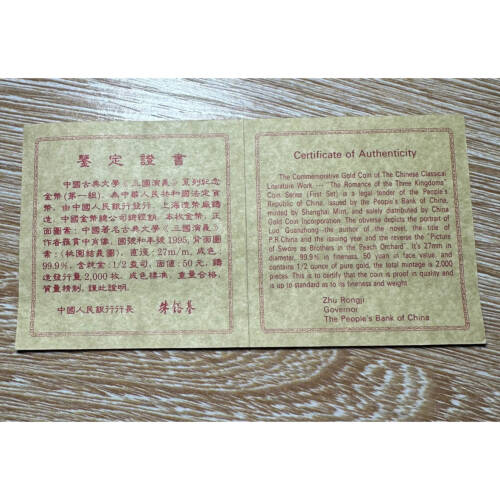 鑒定證書
中國古典大學《三國演義》系列紀念
金幣(第一組), 為中華人民共和國法定貨
幣, 由中國人民銀行發行, 上海造幣廠鑄
造, 中國金幣總公司總經銷. 本枚金幣, 正
面圖案: 中國著名古典文學《三國演義》
作者羅貫中肖像, 國號和年號1995, 背面圖
案:《桃園結義圖》, 直徑: 27m/m, 成色:
99.9%, 含純金: 1/2盎司, 面值: 50元, 鑄
造發行量2,000枚, 成色標準, 重量合格,
質量精制, 謹此證明.
中國人民銀行行長
Certificate of Authenticity
The Commemorative Gold Coin of The Chinese Classical
Literature Work --- "The Romance of the Three Kingdoms"
Coin Series (First Set) is a legal tender of the People's
Republic of China, issued by the People's Bank of China,
minted by Shanghai Mint, and solely distributed by China
Gold Coin Incorporation. The obverse depicts the portrait of
Luo Guanzhong-the author of the novel, the title of
P.R.China and the issuing year and the reverse the "Picture
of Swore as Brothers in the Peach Orchard". It's 27mm in
diameter, 99.9% in fineness, 50 yuan in face value, and
contains 1/2 ounce of pure gold, the total mintage is 2,000
pieces. This is to certify that the coin is proof in quality and
is up to standard as to its fineness and weight.
Zhu Rongji
Governor
The People's Bank of China